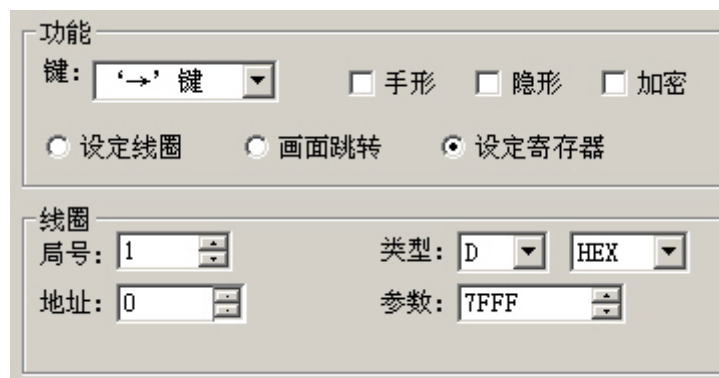 功能
键: ‘→’键 手形 隐形 加密
设定线圈 画面跳转 设定寄存器
线圈
局号: 1 类型: D HEX
地址: 0 参数: 7FFF